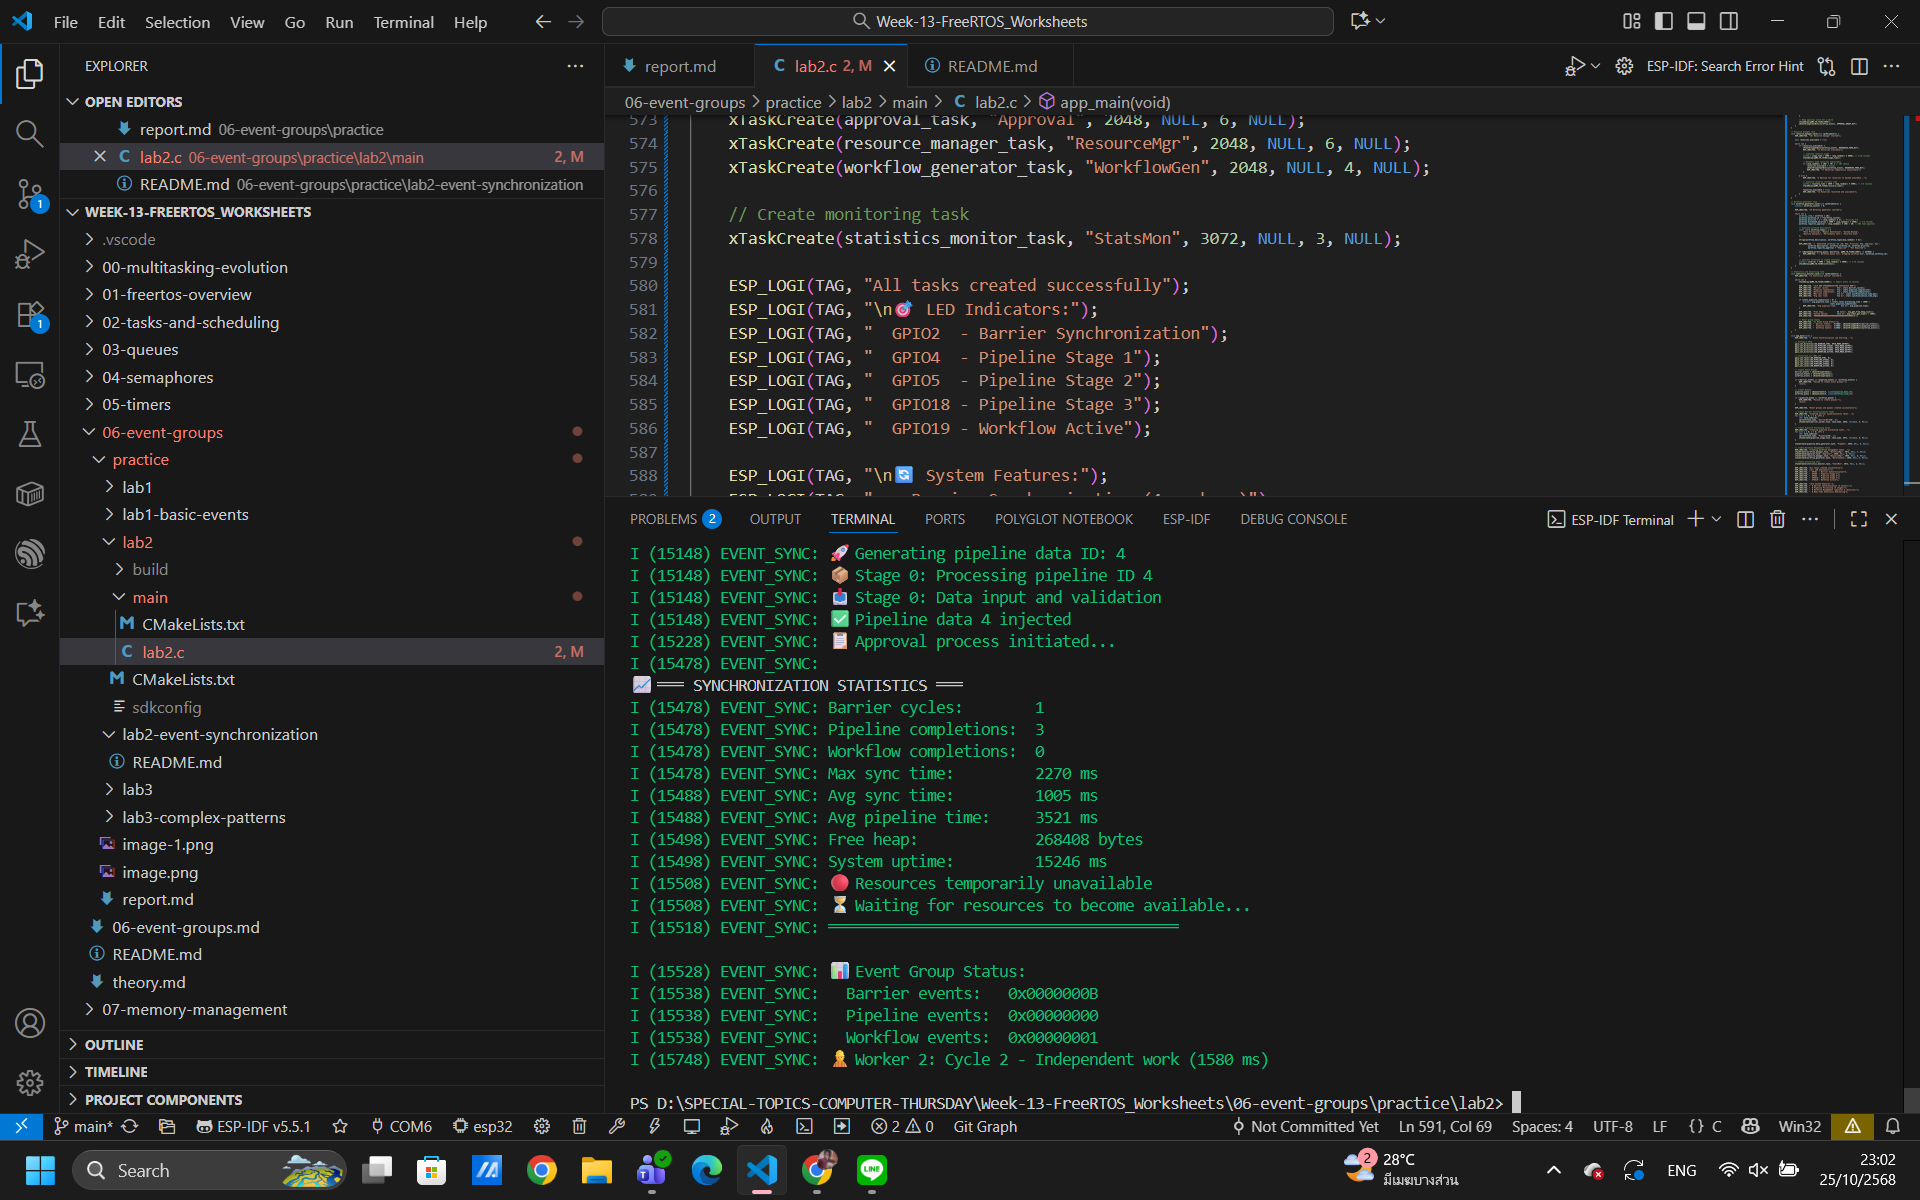 File Edit Selection View Go Run Terminal Help
Week-13-FreeRTOS_Worksheets
EXPLORER
OPEN EDITORS
report.md 06-event-groups\practice
lab2.c 06-event-groups\practice\lab2\main 2, M
README.md 06-event-groups\practice\lab2-event-synchronization
WEEK-13-FREERTOS_WORKSHEETS
.vscode
00-multitasking-evolution
01-freertos-overview
02-tasks-and-scheduling
03-queues
04-semaphores
05-timers
06-event-groups
practice
lab1
lab1-basic-events
lab2
build
main
CMakeLists.txt
lab2.c 2, M
CMakeLists.txt
sdkconfig
lab2-event-synchronization
README.md
lab3
lab3-complex-patterns
image-1.png
image.png
report.md
06-event-groups.md
README.md
theory.md
07-memory-management
OUTLINE
TIMELINE
PROJECT COMPONENTS
report.md
lab2.c 2, M
README.md
ESP-IDF: Search Error Hint
06-event-groups > practice > lab2 > main > C lab2.c > app_main(void)
573 xTaskCreate(approval_task, "Approval", 2048, NULL, 6, NULL);
574 xTaskCreate(resource_manager_task, "ResourceMgr", 2048, NULL, 6, NULL);
575 xTaskCreate(workflow_generator_task, "WorkflowGen", 2048, NULL, 4, NULL);
576
577 // Create monitoring task
578 xTaskCreate(statistics_monitor_task, "StatsMon", 3072, NULL, 3, NULL);
579
580 ESP_LOGI(TAG, "All tasks created successfully");
581 ESP_LOGI(TAG, "\n🎯 LED Indicators:");
582 ESP_LOGI(TAG, "  GPIO2  - Barrier Synchronization");
583 ESP_LOGI(TAG, "  GPIO4  - Pipeline Stage 1");
584 ESP_LOGI(TAG, "  GPIO5  - Pipeline Stage 2");
585 ESP_LOGI(TAG, "  GPIO18 - Pipeline Stage 3");
586 ESP_LOGI(TAG, "  GPIO19 - Workflow Active");
587
588 ESP_LOGI(TAG, "\n🔄 System Features:");
PROBLEMS 2 OUTPUT TERMINAL PORTS POLYGLOT NOTEBOOK ESP-IDF DEBUG CONSOLE
ESP-IDF Terminal
I (15148) EVENT_SYNC: 🚀 Generating pipeline data ID: 4
I (15148) EVENT_SYNC: 📦 Stage 0: Processing pipeline ID 4
I (15148) EVENT_SYNC: 📥 Stage 0: Data input and validation
I (15148) EVENT_SYNC: ✅ Pipeline data 4 injected
I (15228) EVENT_SYNC: 📋 Approval process initiated...
I (15478) EVENT_SYNC:
📈 ═══ SYNCHRONIZATION STATISTICS ═══
I (15478) EVENT_SYNC: Barrier cycles:        1
I (15478) EVENT_SYNC: Pipeline completions:  3
I (15478) EVENT_SYNC: Workflow completions:  0
I (15478) EVENT_SYNC: Max sync time:         2270 ms
I (15488) EVENT_SYNC: Avg sync time:         1005 ms
I (15488) EVENT_SYNC: Avg pipeline time:     3521 ms
I (15498) EVENT_SYNC: Free heap:             268408 bytes
I (15498) EVENT_SYNC: System uptime:         15246 ms
I (15508) EVENT_SYNC: 🔴 Resources temporarily unavailable
I (15508) EVENT_SYNC: ⏳ Waiting for resources to become available...
I (15518) EVENT_SYNC: ═══════════════════════════════════════
I (15528) EVENT_SYNC: 📊 Event Group Status:
I (15538) EVENT_SYNC:   Barrier events:   0x0000000B
I (15538) EVENT_SYNC:   Pipeline events:  0x00000000
I (15538) EVENT_SYNC:   Workflow events:  0x00000001
I (15748) EVENT_SYNC: 👷 Worker 2: Cycle 2 - Independent work (1580 ms)
PS D:\SPECIAL-TOPICS-COMPUTER-THURSDAY\Week-13-FreeRTOS_Worksheets\06-event-groups\practice\lab2>
main* ESP-IDF v5.5.1 COM6 esp32 2 0 Git Graph Not Committed Yet Ln 591, Col 69 Spaces: 4 UTF-8 LF {} C Win32
Search
2 28°C
มีเมฆบางส่วน
ENG
23:02
25/10/2568